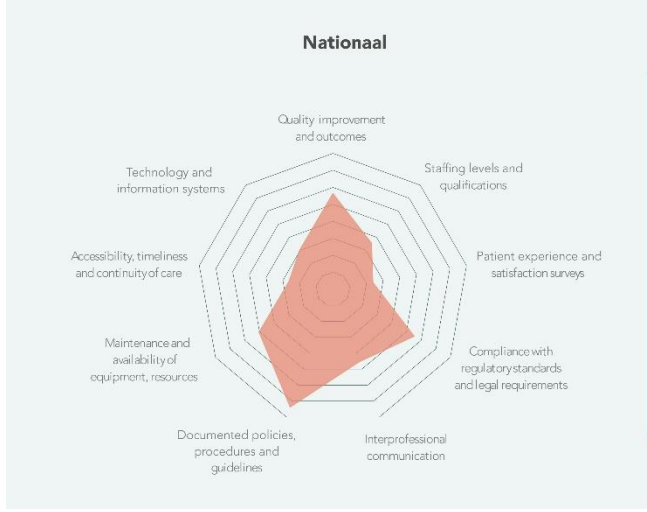 Nationaal
Quality improvement
and outcomes
Staffing levels and
qualifications
Patient experience and
satisfaction surveys
Compliance with
regulatory standards
and legal requirements
Interprofessional
communication
Documented policies,
procedures and
guidelines
Maintenance and
availability of
equipment, resources
Accessibility, timeliness
and continuity of care
Technology and
information systems